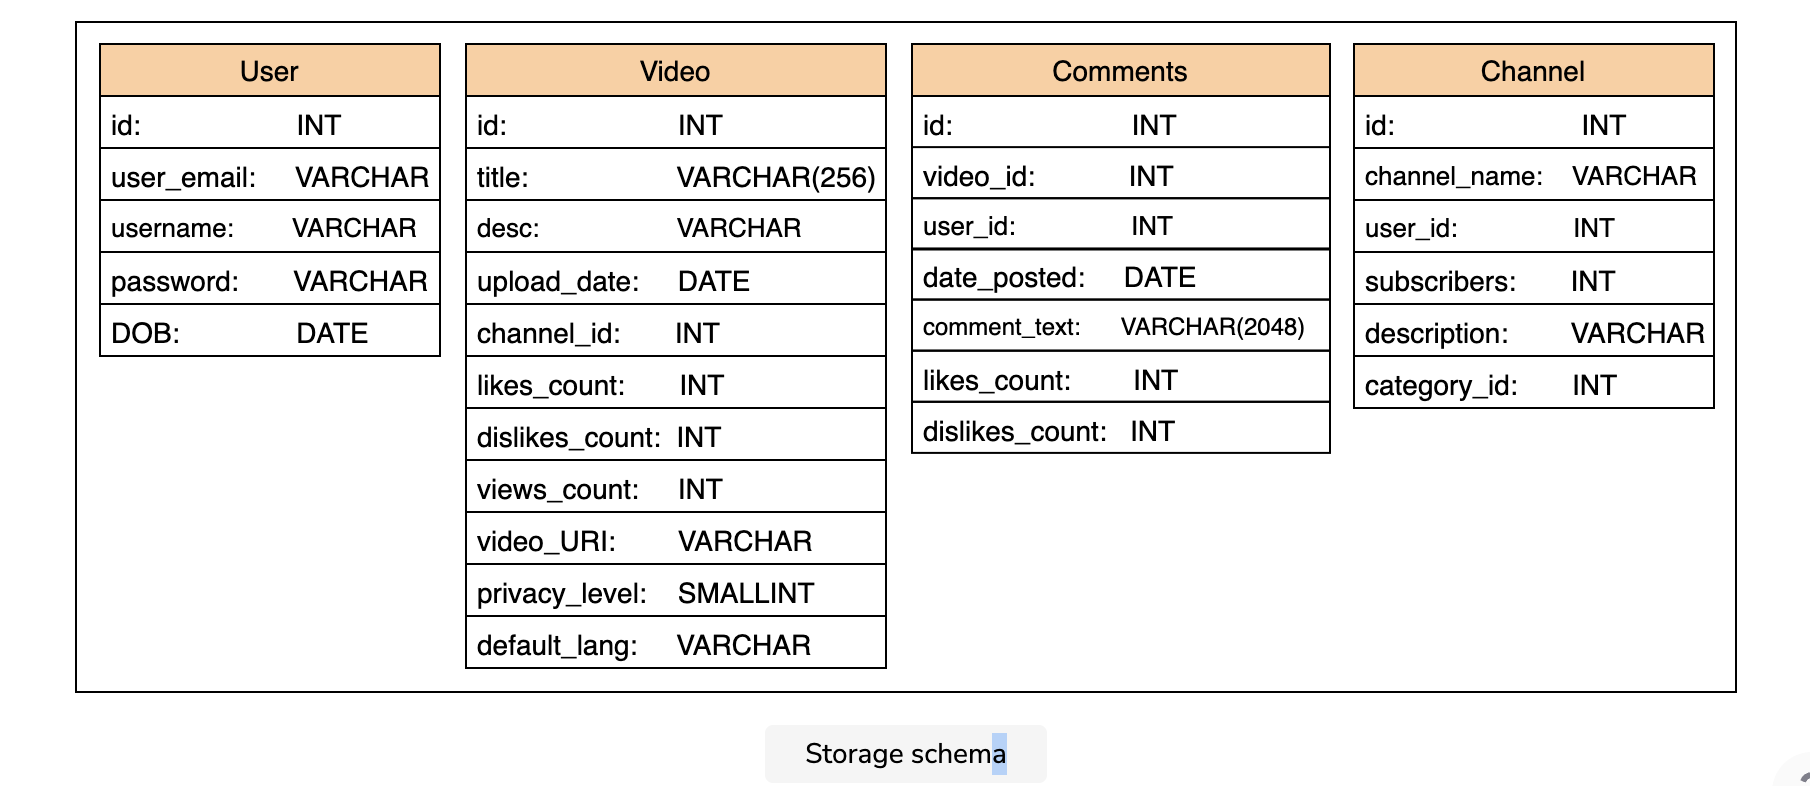 User
id: INT
user_email: VARCHAR
username: VARCHAR
password: VARCHAR
DOB: DATE
Video
id: INT
title: VARCHAR(256)
desc: VARCHAR
upload_date: DATE
channel_id: INT
likes_count: INT
dislikes_count: INT
views_count: INT
video_URI: VARCHAR
privacy_level: SMALLINT
default_lang: VARCHAR
Comments
id: INT
video_id: INT
user_id: INT
date_posted: DATE
comment_text: VARCHAR(2048)
likes_count: INT
dislikes_count: INT
Channel
id: INT
channel_name: VARCHAR
user_id: INT
subscribers: INT
description: VARCHAR
category_id: INT
Storage schema